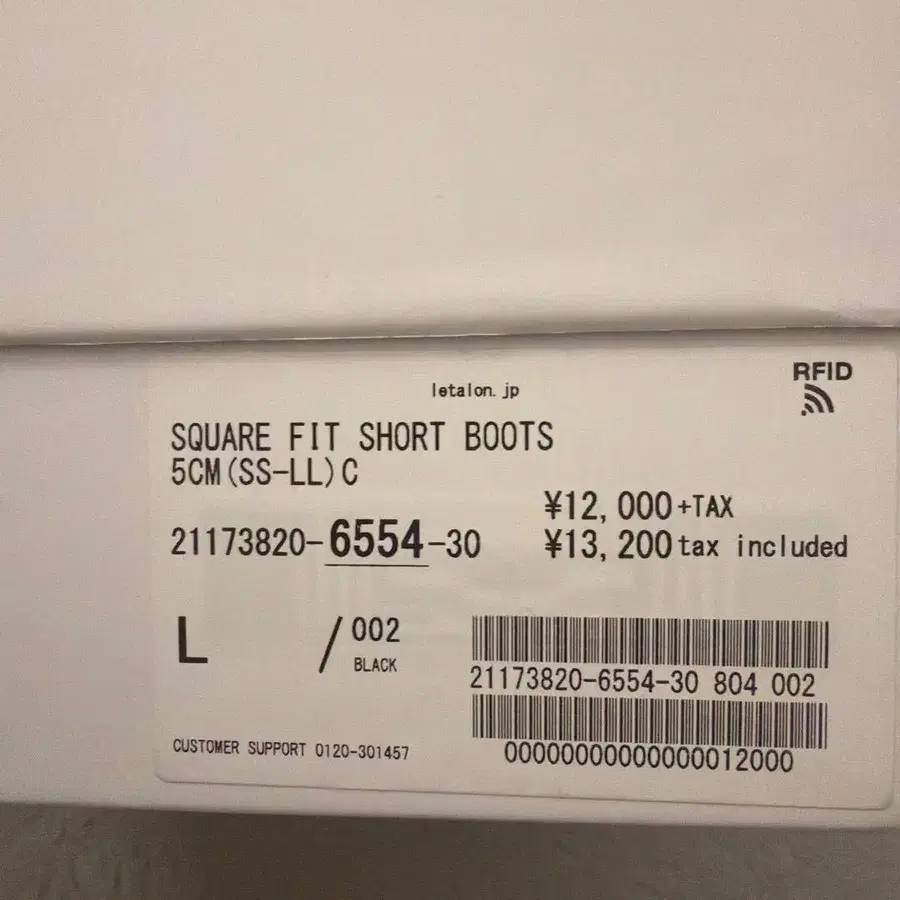 letalon.jp
RFID
SQUARE FIT SHORT BOOTS
5CM(SS-LL)C
¥12,000+TAX
21173820-6554-30
¥13,200 tax included
L / 002
BLACK
21173820-6554-30 804 002
CUSTOMER SUPPORT 0120-301457
00000000000000012000